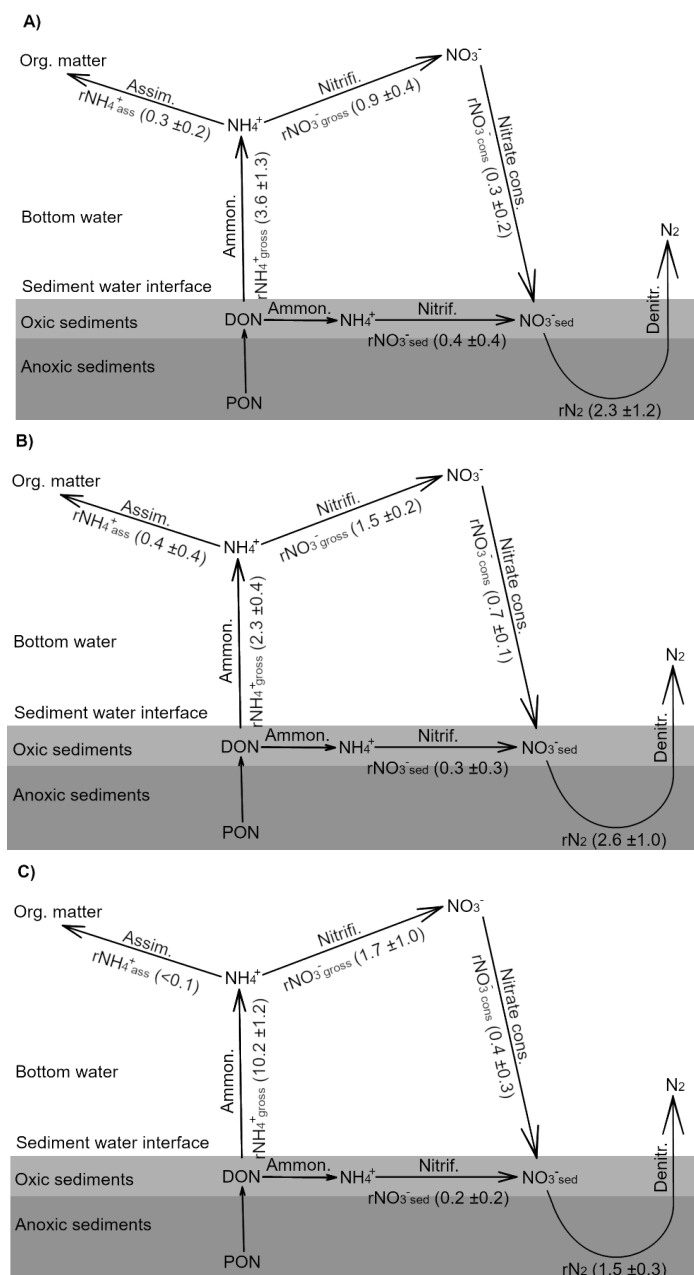 A)
Org. matter
Assim.
rNH₄⁺ass (0.3 ±0.2)
NH₄⁺
Nitrifi.
rNO₃⁻gross (0.9 ±0.4)
NO₃⁻
Nitrate cons.
rNO₃⁻cons (0.3 ±0.2)
Ammon.
rNH₄⁺gross (3.6 ±1.3)
Bottom water
N₂
Sediment water interface
Oxic sediments
DON
Ammon.
NH₄⁺
Nitrif.
rNO₃⁻sed (0.4 ±0.4)
NO₃⁻sed
Denitr.
Anoxic sediments
PON
rN₂ (2.3 ±1.2)
B)
Org. matter
Assim.
rNH₄⁺ass (0.4 ±0.4)
NH₄⁺
Nitrifi.
rNO₃⁻gross (1.5 ±0.2)
NO₃⁻
Nitrate cons.
rNO₃⁻cons (0.7 ±0.1)
Ammon.
rNH₄⁺gross (2.3 ±0.4)
Bottom water
N₂
Sediment water interface
Oxic sediments
DON
Ammon.
NH₄⁺
Nitrif.
rNO₃⁻sed (0.3 ±0.3)
NO₃⁻sed
Denitr.
Anoxic sediments
PON
rN₂ (2.6 ±1.0)
C)
Org. matter
Assim.
rNH₄⁺ass (<0.1)
NH₄⁺
Nitrifi.
rNO₃⁻gross (1.7 ±1.0)
NO₃⁻
Nitrate cons.
rNO₃⁻cons (0.4 ±0.3)
Ammon.
rNH₄⁺gross (10.2 ±1.2)
Bottom water
N₂
Sediment water interface
Oxic sediments
DON
Ammon.
NH₄⁺
Nitrif.
rNO₃⁻sed (0.2 ±0.2)
NO₃⁻sed
Denitr.
Anoxic sediments
PON
rN₂ (1.5 ±0.3)